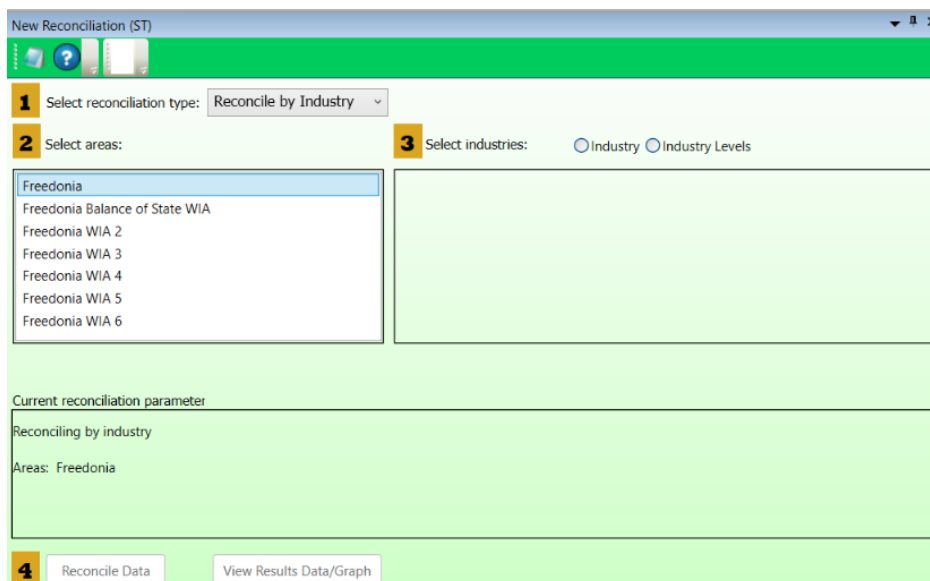 New Reconciliation (ST)
?
1 Select reconciliation type: Reconcile by Industry
2 Select areas:
3 Select industries: Industry Industry Levels
Freedonia
Freedonia Balance of State WIA
Freedonia WIA 2
Freedonia WIA 3
Freedonia WIA 4
Freedonia WIA 5
Freedonia WIA 6
Current reconciliation parameter
Reconciling by industry
Areas: Freedonia
4 Reconcile Data View Results Data/Graph